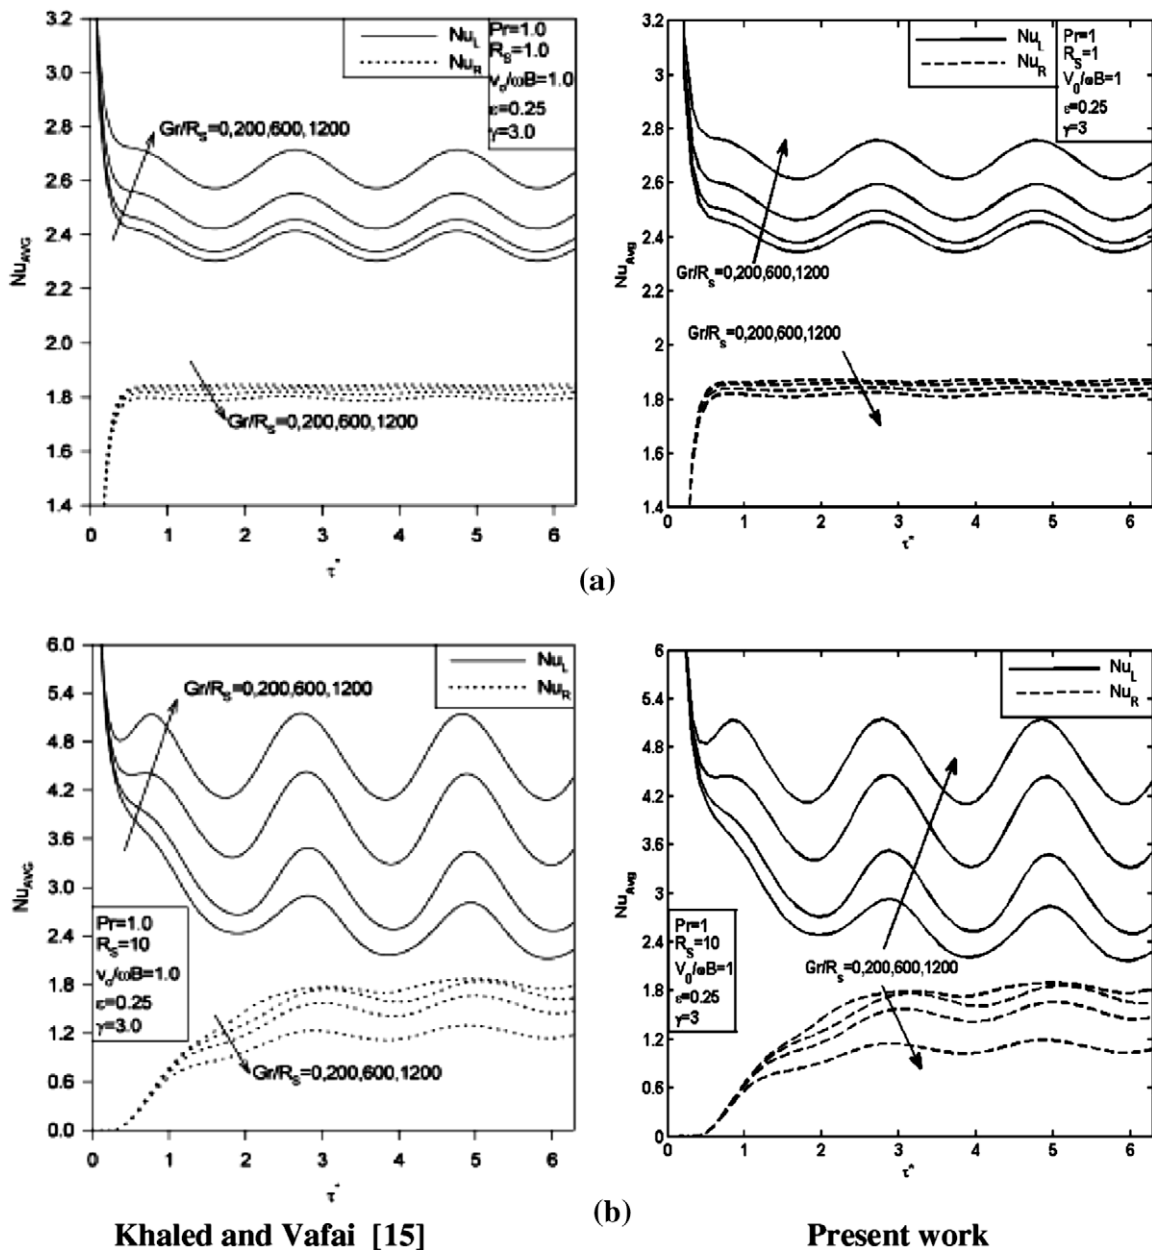 3.2
3.0
2.8
2.6
2.4
2.2
2.0
1.8
1.6
1.4
Nu_AVG
0 1 2 3 4 5 6
τ*
Nu_L
Nu_R
Pr=1.0
R_S=1.0
v_o/ωB=1.0
ε=0.25
γ=3.0
Gr/R_S=0,200,600,1200
Gr/R_S=0,200,600,1200
3.2
3
2.8
2.6
2.4
2.2
2
1.8
1.6
1.4
Nu_Avg
0 1 2 3 4 5 6
τ*
Nu_L
Nu_R
Pr=1
R_S=1
V_0/ωB=1
ε=0.25
γ=3
Gr/R_s=0,200,600,1200
Gr/R_s=0,200,600,1200
(a)
6.0
5.4
4.8
4.2
3.6
3.0
2.4
1.8
1.2
0.6
0.0
Nu_AVG
0 1 2 3 4 5 6
τ*
Nu_L
Nu_R
Gr/R_S=0,200,600,1200
Pr=1.0
R_S=10
v_o/ωB=1.0
ε=0.25
γ=3.0
Gr/R_S=0,200,600,1200
6
5.4
4.8
4.2
3.6
3
2.4
1.8
1.2
0.6
0
Nu_Avg
0 1 2 3 4 5 6
τ*
Nu_L
Nu_R
Pr=1
R_S=10
V_0/ωB=1
ε=0.25
γ=3
Gr/R_s=0,200,600,1200
(b)
Khaled and Vafai [15]
Present work